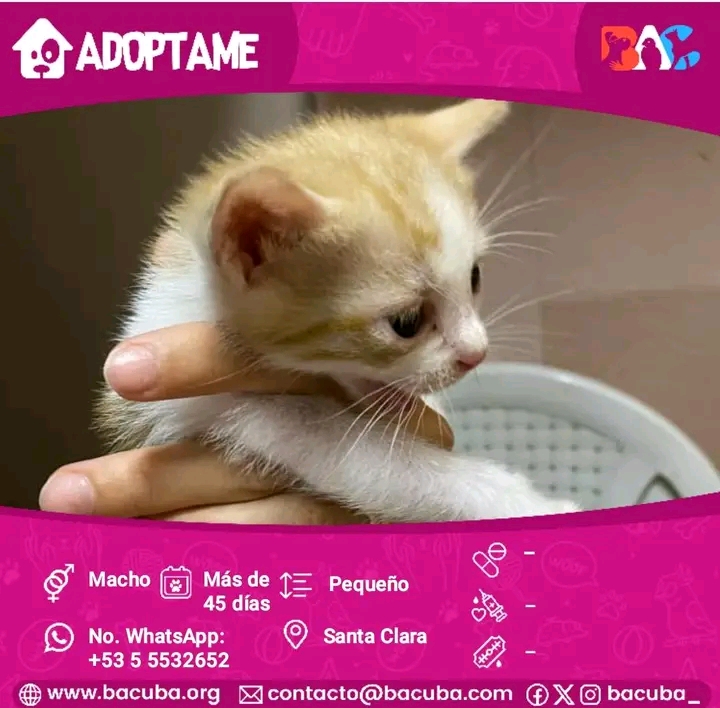 ADOPTAME
BAC
Macho
Más de
45 días
Pequeño
-
-
-
No. WhatsApp:
+53 5 5532652
Santa Clara
www.bacuba.org
contacto@bacuba.com
bacuba_